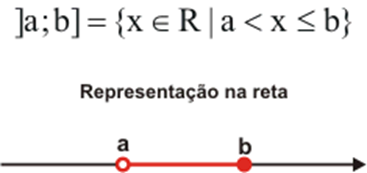 ]a;b] = {x ∈ R | a < x ≤ b}
Representação na reta
a b